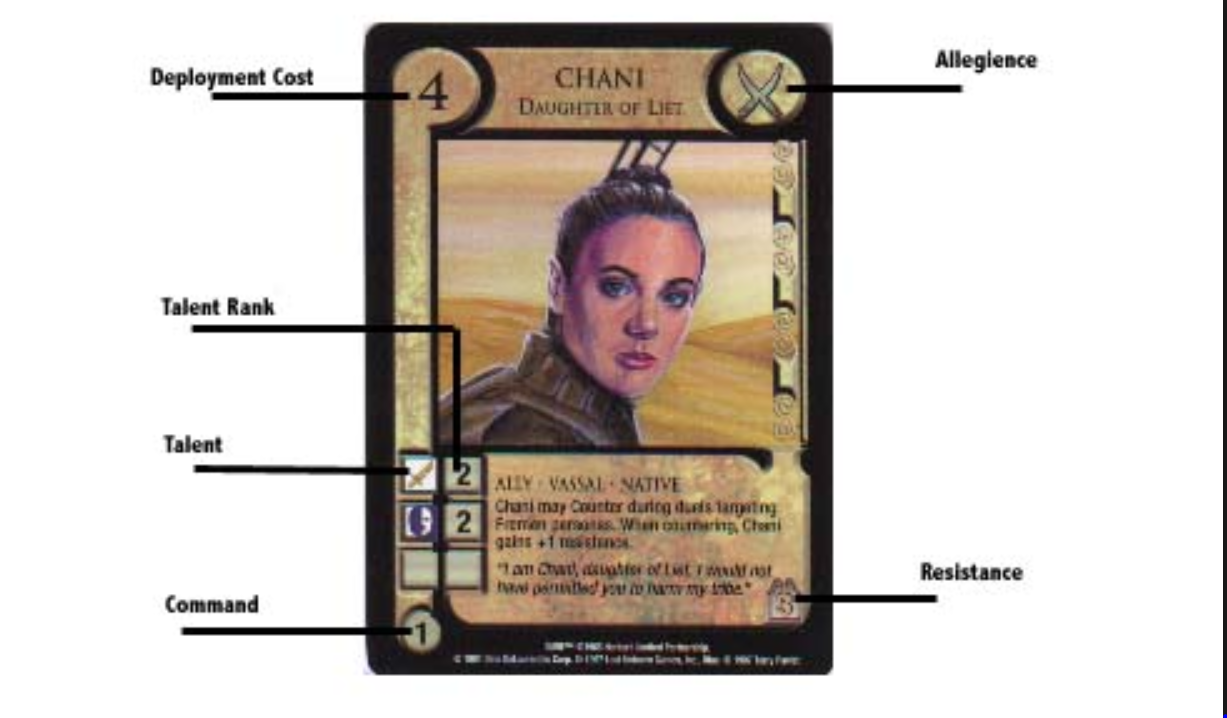 Deployment Cost
4
CHANI
DAUGHTER OF LIET
Allegience
Talent Rank
Talent
2
2
ALLY · VASSAL · NATIVE
Chani may Counter during duels targeting
Fremen personas. When countering, Chani
gains +1 resistance.
"I am Chani, daughter of Liet. I would not
have permitted you to harm my tribe."
Resistance
Command
1